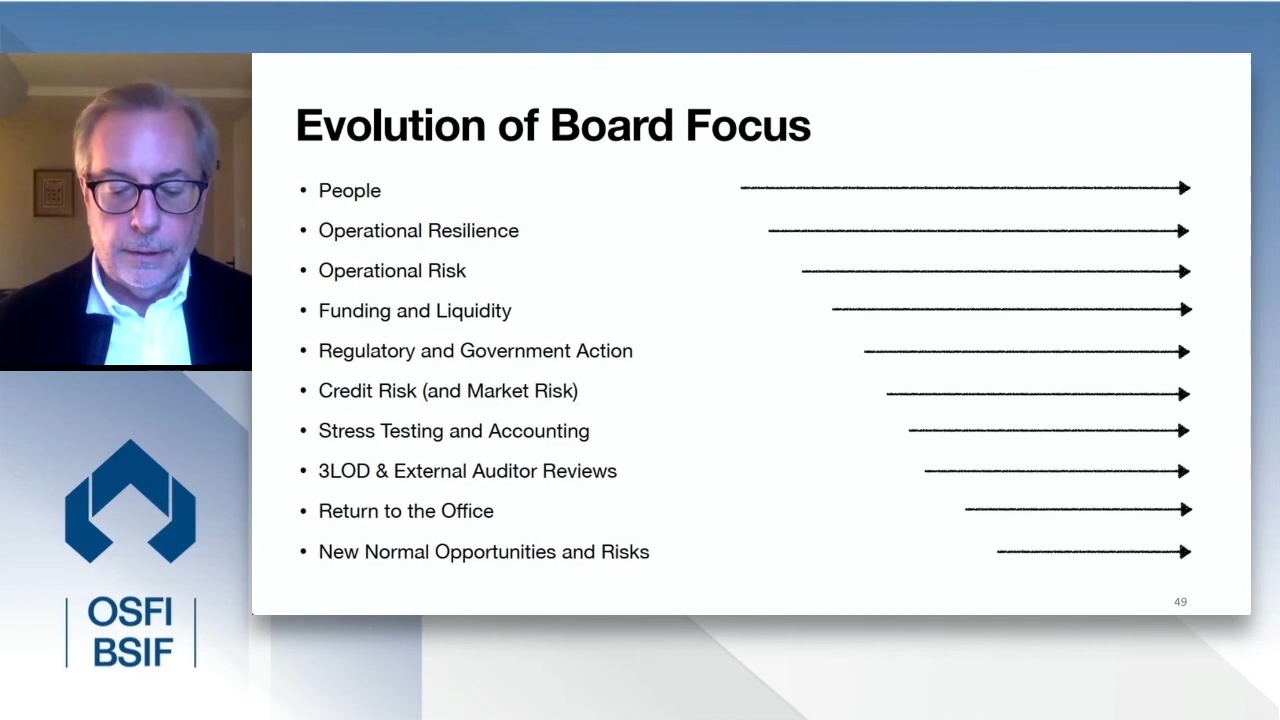 Evolution of Board Focus
• People
• Operational Resilience
• Operational Risk
• Funding and Liquidity
• Regulatory and Government Action
• Credit Risk (and Market Risk)
• Stress Testing and Accounting
• 3LOD & External Auditor Reviews
• Return to the Office
• New Normal Opportunities and Risks
49
OSFI
BSIF